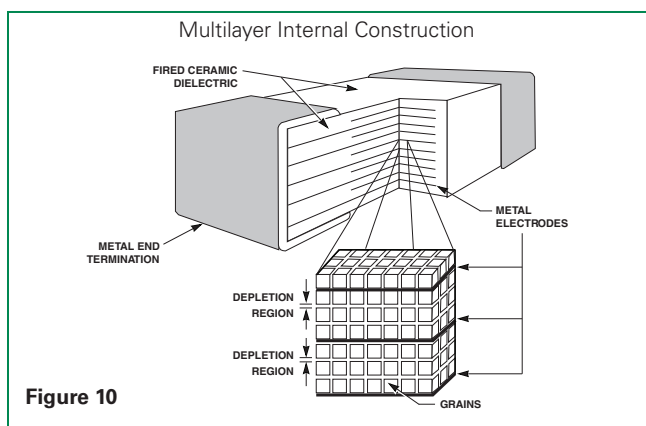 Multilayer Internal Construction
FIRED CERAMIC
DIELECTRIC
METAL
ELECTRODES
METAL END
TERMINATION
DEPLETION
REGION
DEPLETION
REGION
GRAINS
Figure 10